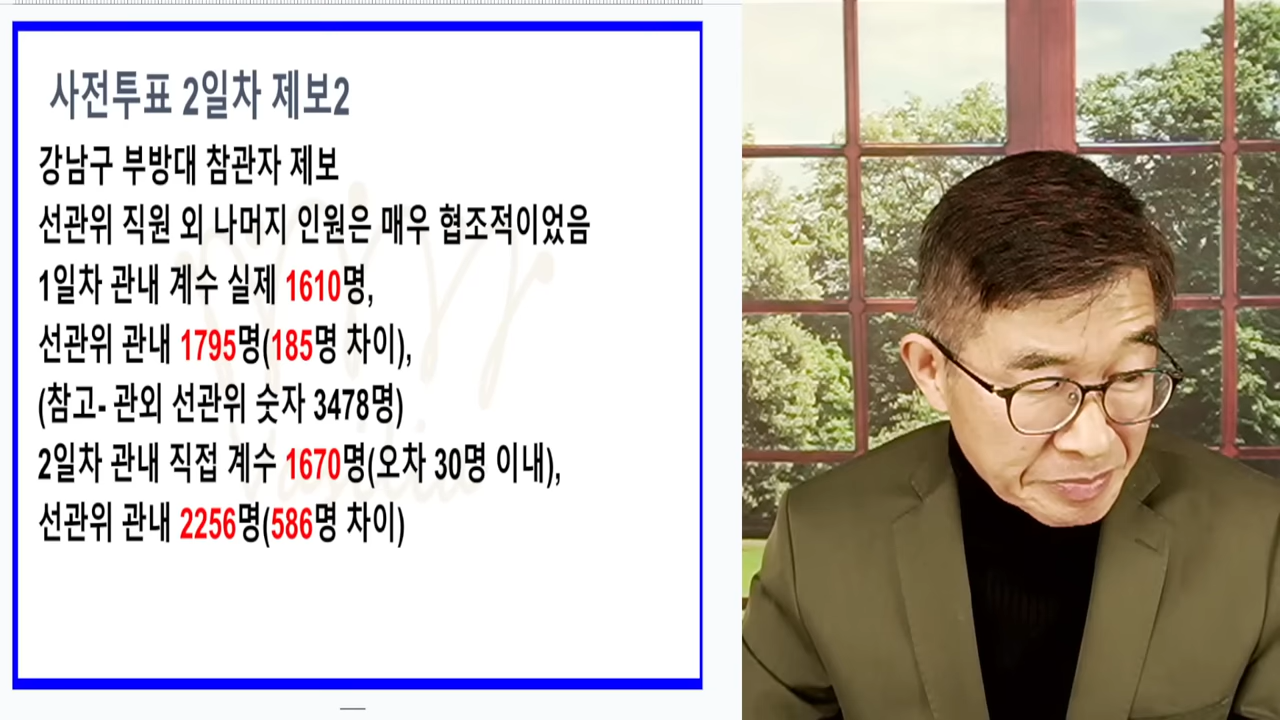 사전투표 2일차 제보2
강남구 부방대 참관자 제보
선관위 직원 외 나머지 인원은 매우 협조적이었음
1일차 관내 계수 실제 1610명,
선관위 관내 1795명(185명 차이),
(참고- 관외 선관위 숫자 3478명)
2일차 관내 직접 계수 1670명(오차 30명 이내),
선관위 관내 2256명(586명 차이)